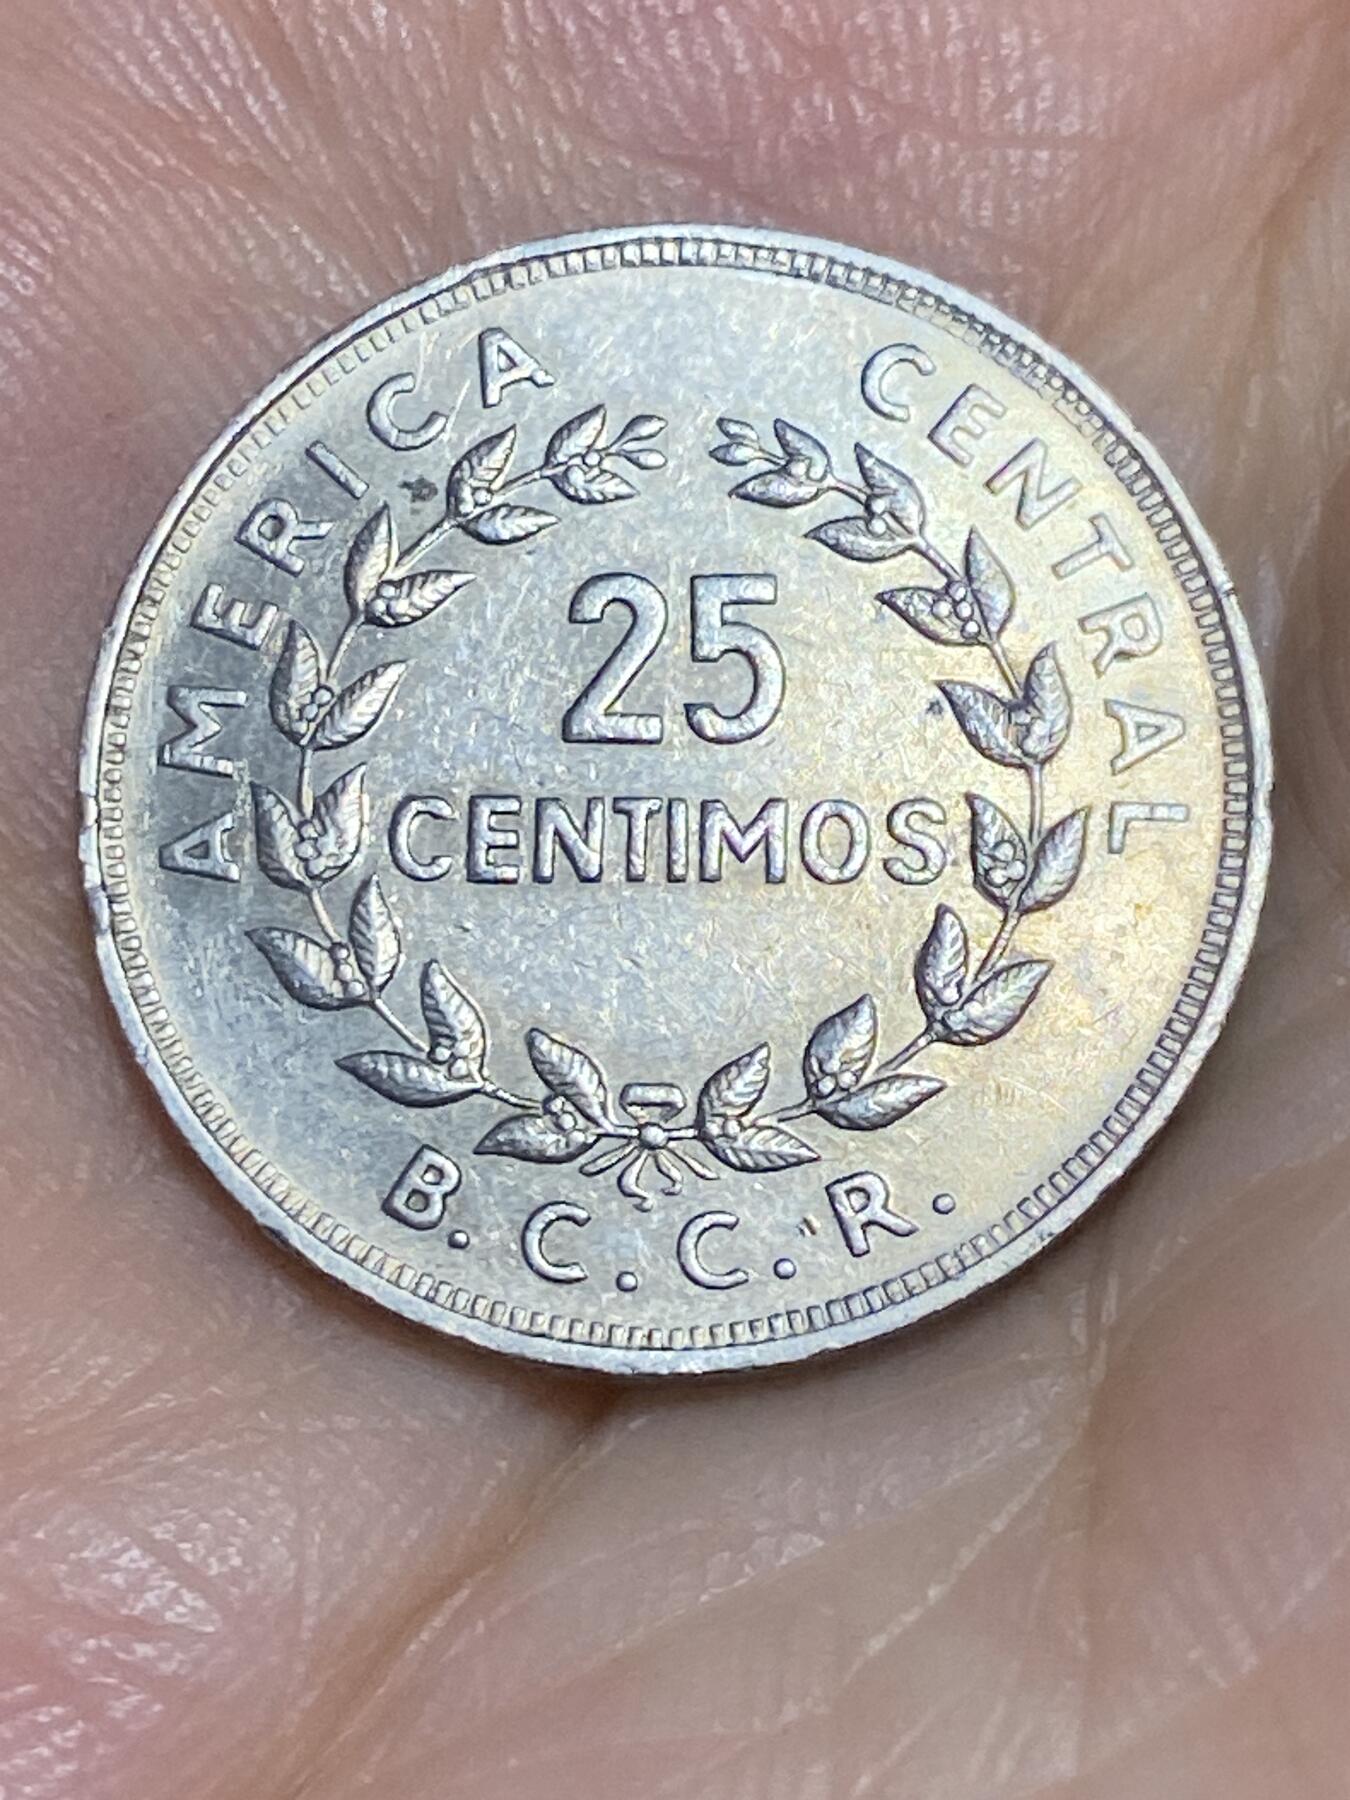 AMERICA CENTRAL
25
CENTIMOS
B.C.C.R.